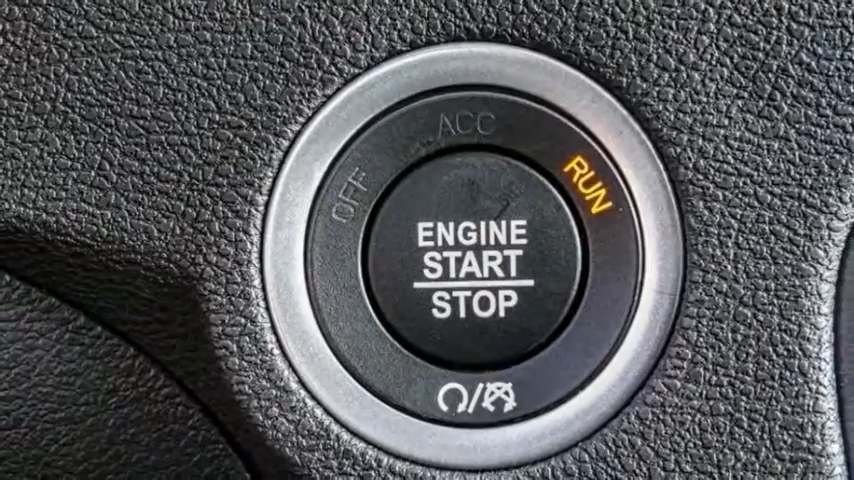 ACC
OFF
RUN
ENGINE
START
STOP